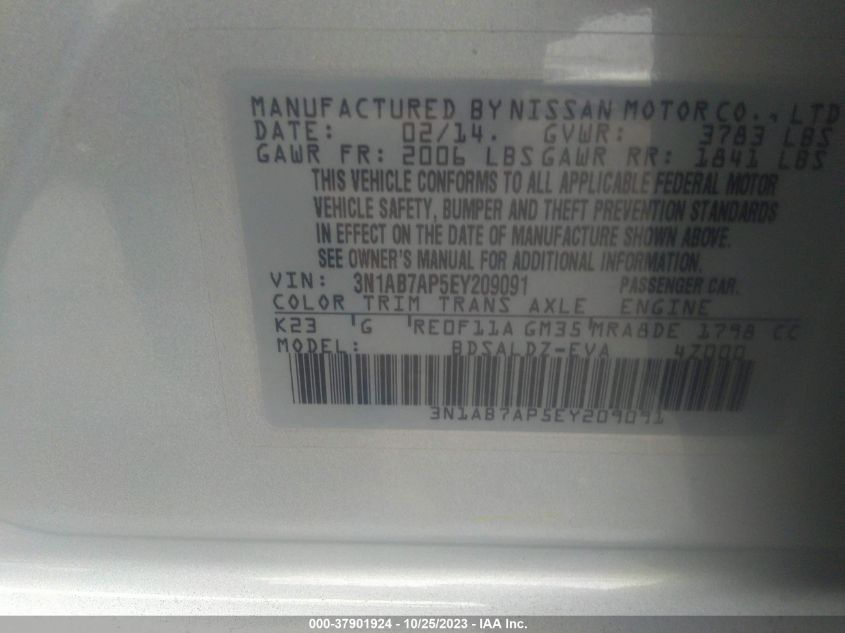 MANUFACTURED BY NISSAN MOTOR CO., LTD
DATE: 02/14. GVWR: 3783 LBS
GAWR FR: 2006 LBS GAWR RR: 1841 LBS
THIS VEHICLE CONFORMS TO ALL APPLICABLE FEDERAL MOTOR
VEHICLE SAFETY, BUMPER AND THEFT PREVENTION STANDARDS
IN EFFECT ON THE DATE OF MANUFACTURE SHOWN ABOVE.
SEE OWNER'S MANUAL FOR ADDITIONAL INFORMATION.
VIN: 3N1AB7AP5EY209091 PASSENGER CAR.
COLOR TRIM TRANS AXLE ENGINE
K23 G RE0F11A GM35 MRA8DE 1798 CC
MODEL: BDSALDZ-EVA 4Z000
3N1AB7AP5EY209091
000-37901924 - 10/25/2023 - IAA Inc.